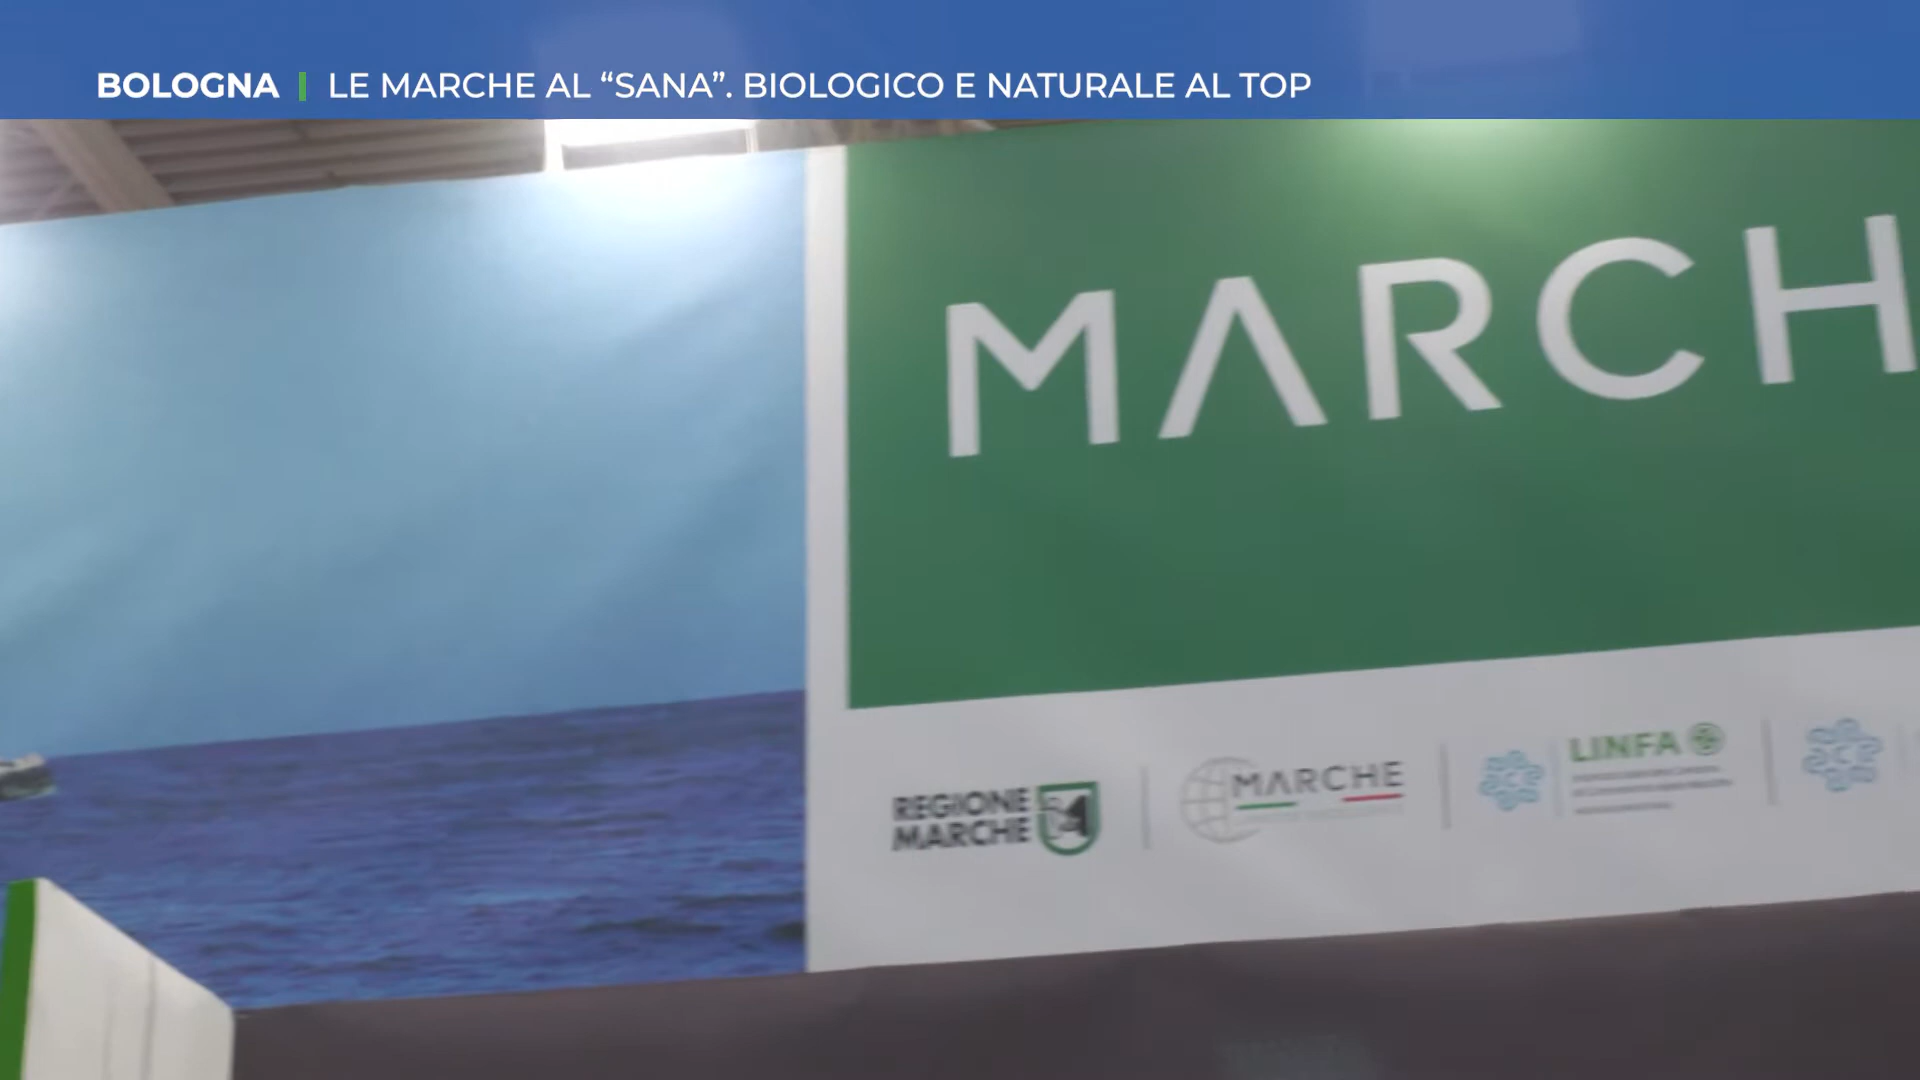 BOLOGNA | LE MARCHE AL “SANA”. BIOLOGICO E NATURALE AL TOP
MARCH
REGIONE
MARCHE
MARCHE
LINFA